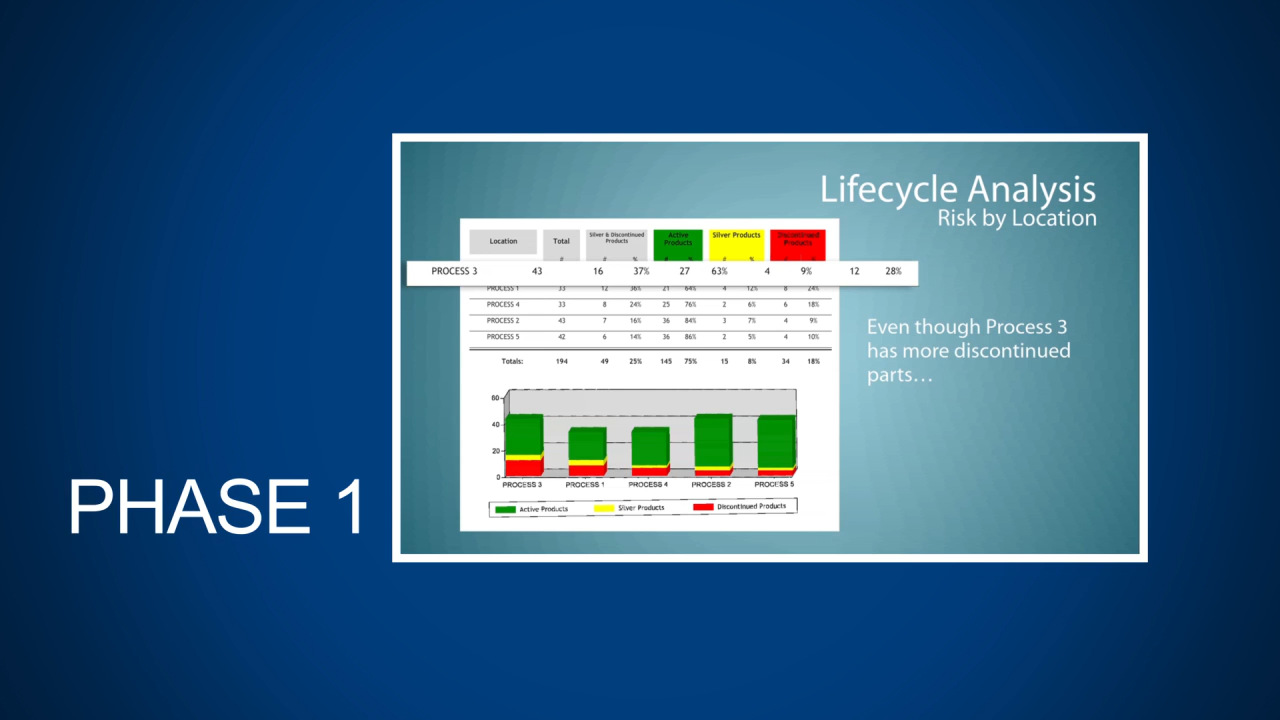 Lifecycle Analysis
Risk by Location
Location Total Silver & Discontinued Products Active Products Silver Products Discontinued Products
# # % # % # % # %
PROCESS 3 43 16 37% 27 63% 4 9% 12 28%
PROCESS 1 33 12 36% 21 64% 4 12% 8 24%
PROCESS 4 33 8 24% 25 76% 2 6% 6 18%
PROCESS 2 43 7 16% 36 84% 3 7% 4 9%
PROCESS 5 42 6 14% 36 86% 2 5% 4 10%
Totals: 194 49 25% 145 75% 15 8% 34 18%
Even though Process 3
has more discontinued
parts…
60
40
20
0
PROCESS 3 PROCESS 1 PROCESS 4 PROCESS 2 PROCESS 5
Active Products Silver Products Discontinued Products
PHASE 1